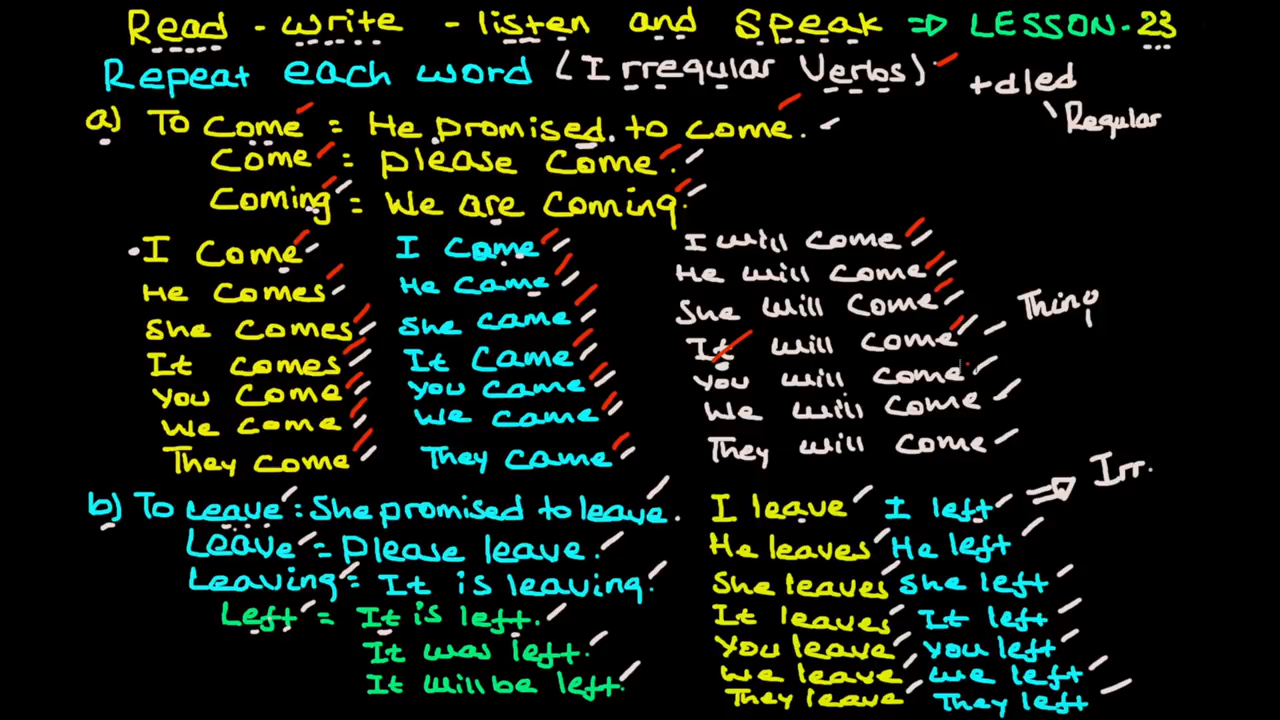 Read - write - listen and Speak ⇒ LESSON-23
Repeat each word (Irregular Verbs)
+d/ed
Regular
a) To Come = He promised to come.
Come = Please Come.
Coming = We are coming.
I Come
He comes
She comes
It comes
You come
We come
They come
I came
He came
She came
It came
You came
We came
They came
I will come
He will come
She will come
It will come
You will come
We will come
They will come
Thing
b) To leave : She promised to leave.
Leave = Please leave.
Leaving = It is leaving.
Left = It is left.
It was left.
It will be left.
I leave
He leaves
She leaves
It leaves
You leave
We leave
They leave
I left ⇒ Irr.
He left
She left
It left
You left
We left
They left